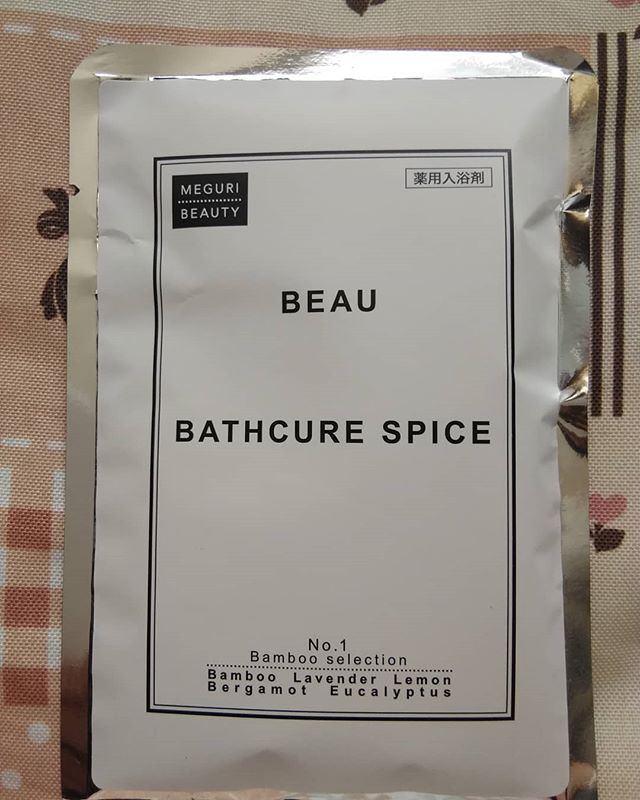 MEGURI
BEAUTY
薬用入浴剤
BEAU
BATHCURE SPICE
No.1
Bamboo selection
Bamboo Lavender Lemon
Bergamot Eucalyptus